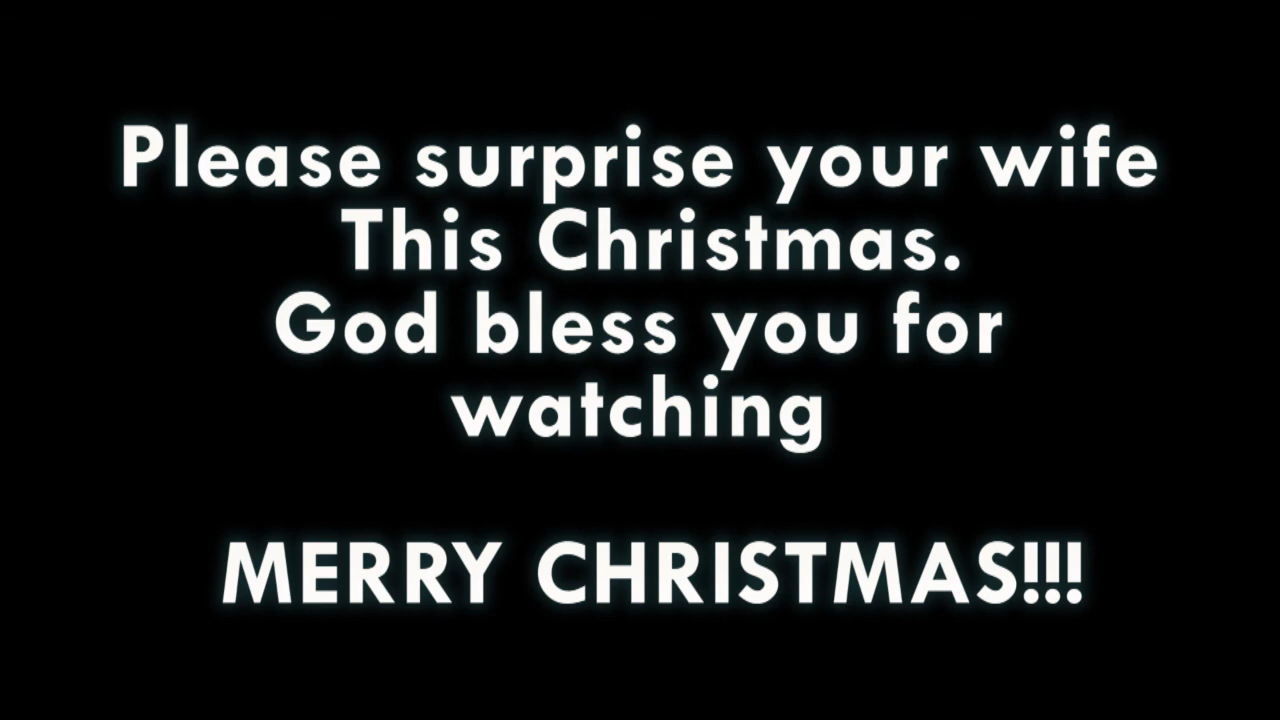 Please surprise your wife
This Christmas.
God bless you for
watching
MERRY CHRISTMAS!!!